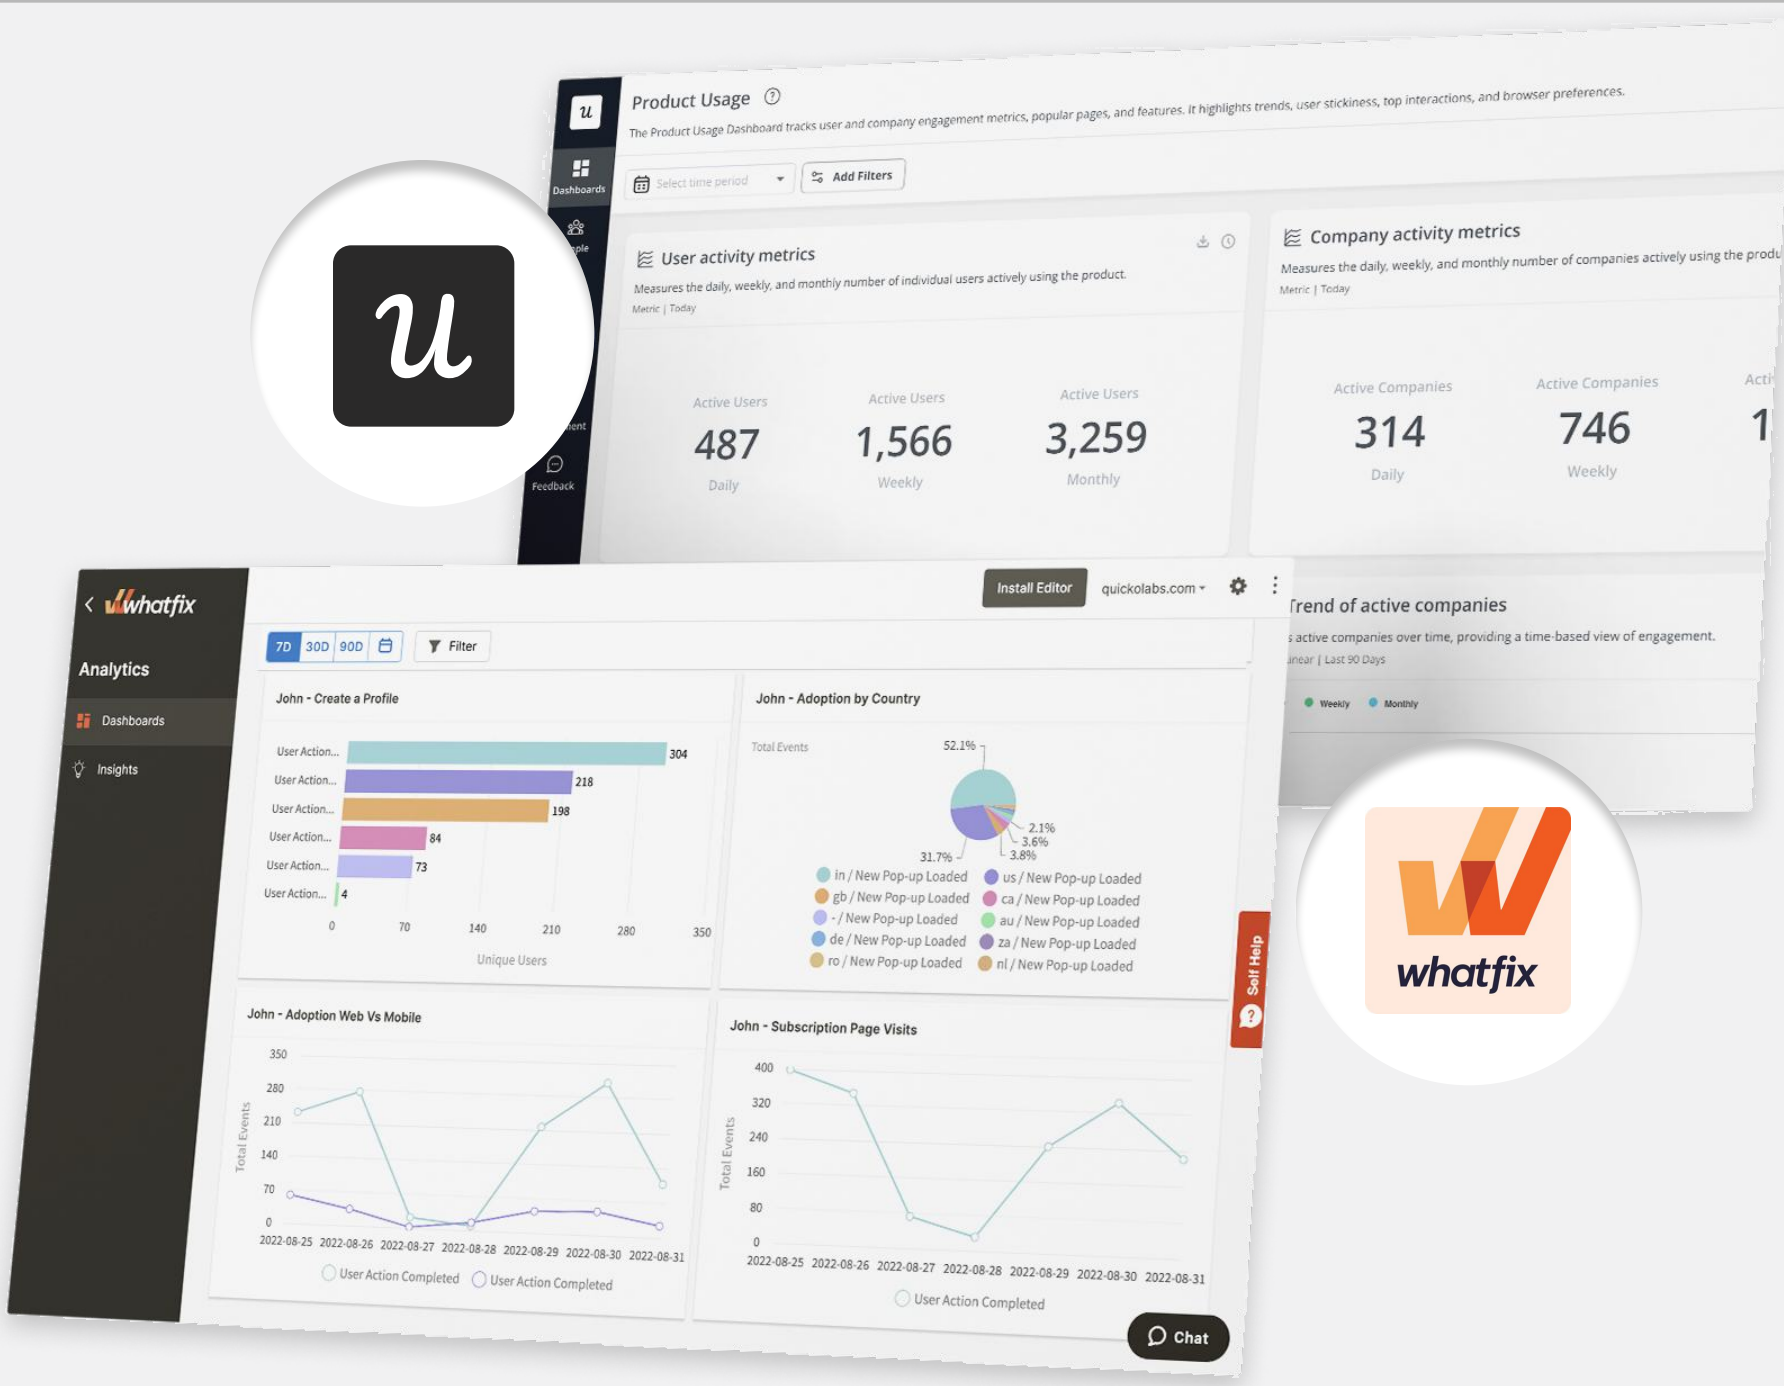 u
Product Usage ?
The Product Usage Dashboard tracks user and company engagement metrics, popular pages, and features. It highlights trends, user stickiness, top interactions, and browser preferences.
Dashboards
Select time period
Add Filters
ple
User activity metrics
Measures the daily, weekly, and monthly number of individual users actively using the product.
Metric | Today
Active Users
487
Daily
Active Users
1,566
Weekly
Active Users
3,259
Monthly
Company activity metrics
Measures the daily, weekly, and monthly number of companies actively using the produ
Metric | Today
Active Companies
314
Daily
Active Companies
746
Weekly
Acti
1
u
ent
Feedback
Trend of active companies
s active companies over time, providing a time-based view of engagement.
inear | Last 90 Days
Weekly Monthly
whatfix
Install Editor quickolabs.com
Analytics
Dashboards
Insights
7D 30D 90D
Filter
John - Create a Profile
User Action... 304
User Action... 218
User Action... 198
User Action... 84
User Action... 73
User Action... 4
0 70 140 210 280 350
Unique Users
John - Adoption by Country
Total Events
52.1%
2.1%
3.6%
3.8%
31.7%
in / New Pop-up Loaded us / New Pop-up Loaded
gb / New Pop-up Loaded ca / New Pop-up Loaded
- / New Pop-up Loaded au / New Pop-up Loaded
de / New Pop-up Loaded za / New Pop-up Loaded
ro / New Pop-up Loaded nl / New Pop-up Loaded
Self Help
?
whatfix
John - Adoption Web Vs Mobile
350
280
210
140
70
0
Total Events
2022-08-25 2022-08-26 2022-08-27 2022-08-28 2022-08-29 2022-08-30 2022-08-31
User Action Completed User Action Completed
John - Subscription Page Visits
400
320
240
160
80
0
Total Events
2022-08-25 2022-08-26 2022-08-27 2022-08-28 2022-08-29 2022-08-30 2022-08-31
User Action Completed
Chat